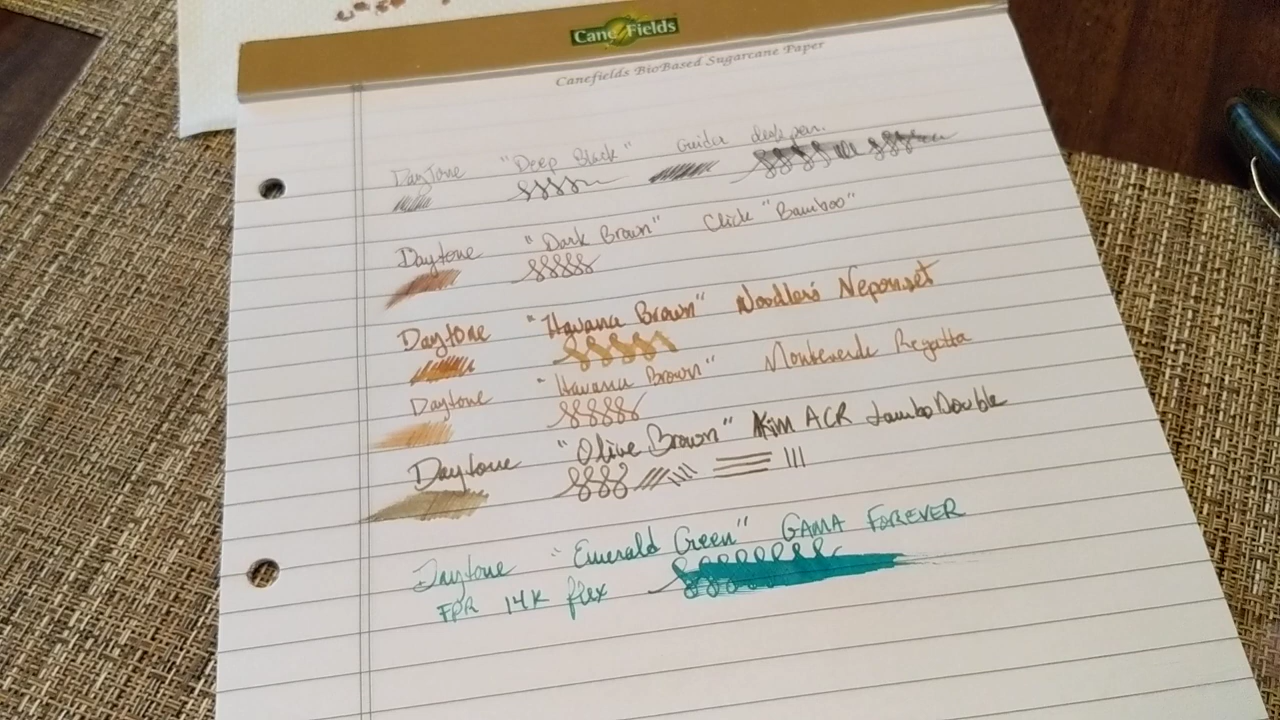 Cane Fields
Canefields BioBased Sugarcane Paper
Daytone "Deep Black" Guider desk pen.
Daytone "Dark Brown" Click "Bamboo"
Daytone "Havana Brown" Noodler's Neponset
Daytone "Havana Brown" Monteverde Regatta
Daytone "Olive Brown" Kim ACR Jumbo Double
Daytone "Emerald Green" GAMA FOREVER
FPR 14K flex